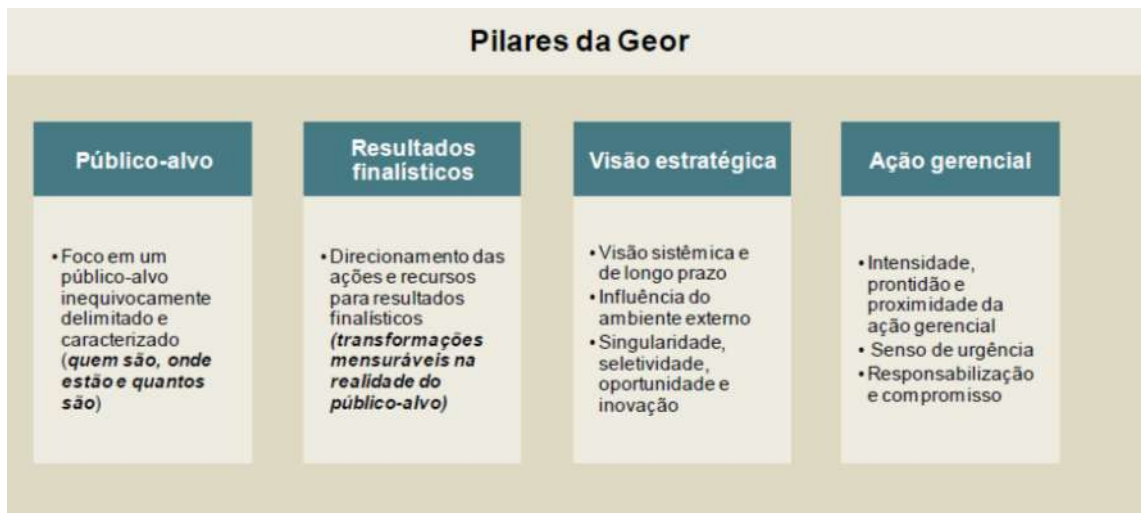 Pilares da Geor
Público-alvo
• Foco em um
público-alvo
inequivocamente
delimitado e
caracterizado
(quem são, onde
estão e quantos
são)
Resultados
finalísticos
• Direcionamento das
ações e recursos
para resultados
finalísticos
(transformações
mensuráveis na
realidade do
público-alvo)
Visão estratégica
• Visão sistêmica e
de longo prazo
• Influência do
ambiente externo
• Singularidade,
seletividade,
oportunidade e
inovação
Ação gerencial
• Intensidade,
prontidão e
proximidade da
ação gerencial
• Senso de urgência
• Responsabilização
e compromisso